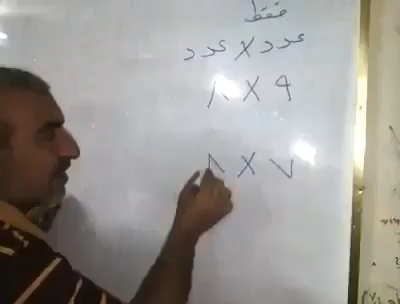 فقط
عدد × عدد
٨ × ٩
٨ × ٧